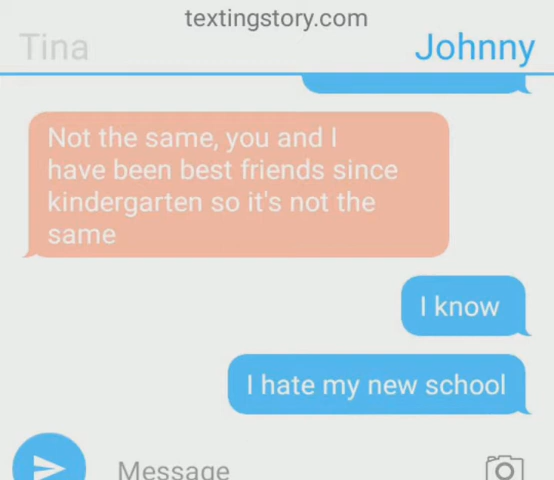 textingstory.com
Tina
Johnny
Not the same, you and I
have been best friends since
kindergarten so it's not the
same
I know
I hate my new school
Message